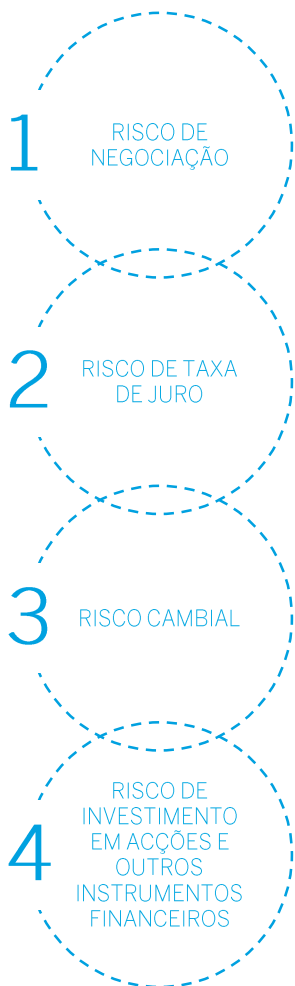 1
RISCO DE
NEGOCIAÇÃO
2
RISCO DE TAXA
DE JURO
3
RISCO CAMBIAL
4
RISCO DE
INVESTIMENTO
EM ACÇÕES E
OUTROS
INSTRUMENTOS
FINANCEIROS